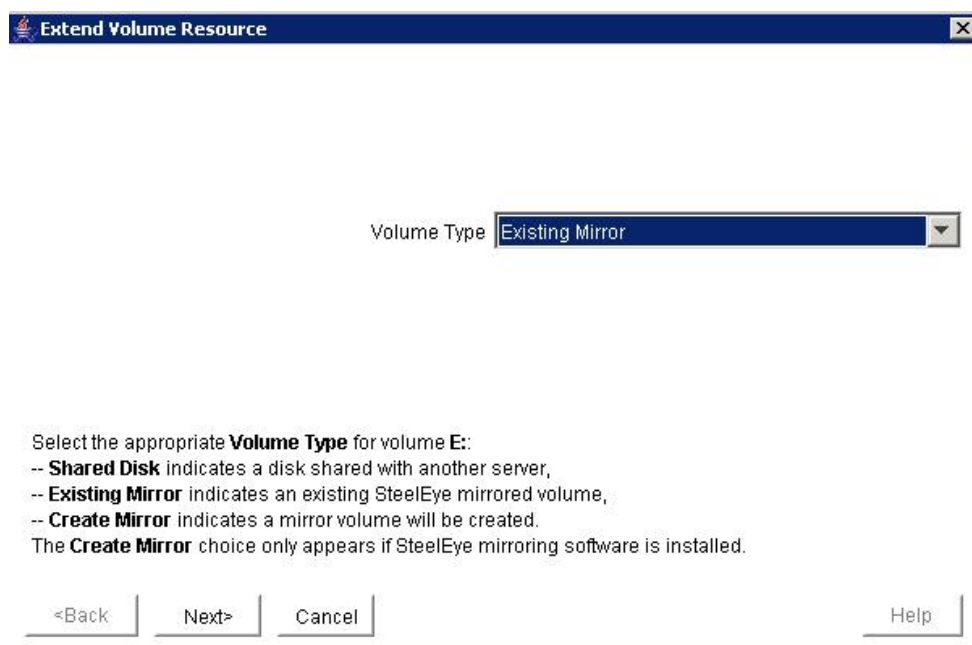 Extend Volume Resource
Volume Type Existing Mirror
Select the appropriate Volume Type for volume E::
-- Shared Disk indicates a disk shared with another server,
-- Existing Mirror indicates an existing SteelEye mirrored volume,
-- Create Mirror indicates a mirror volume will be created.
The Create Mirror choice only appears if SteelEye mirroring software is installed.
<Back Next> Cancel Help